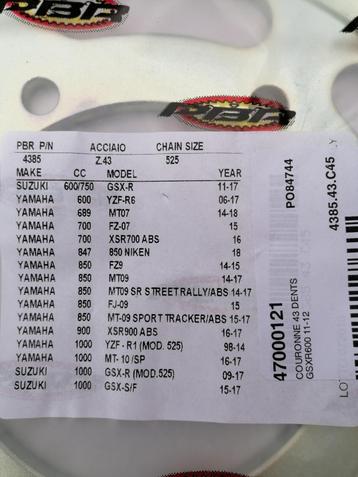 PBR
PBR
PBR P/N ACCIAIO CHAIN SIZE
4385 Z.43 525
MAKE CC MODEL YEAR
SUZUKI 600/750 GSX-R 11-17
YAMAHA 600 YZF-R6 06-17
YAMAHA 689 MT07 14-18
YAMAHA 700 FZ-07 15
YAMAHA 700 XSR700 ABS 16
YAMAHA 847 850 NIKEN 18
YAMAHA 850 FZ9 14-15
YAMAHA 850 MT09 14-17
YAMAHA 850 MT09 SR STREETRALLY/ABS 14-17
YAMAHA 850 FJ-09 15
YAMAHA 850 MT-09 SPORT TRACKER/ABS 15-17
YAMAHA 900 XSR900 ABS 16-17
YAMAHA 1000 YZF - R1 (MOD. 525) 98-14
YAMAHA 1000 MT- 10 /SP 16-17
SUZUKI 1000 GSX-R (MOD.525) 09-17
SUZUKI 1000 GSX-S/F 15-17
47000121
COURONNE 43 DENTS
GSXR600 11-12
PO84744
4385.43.C45
LO